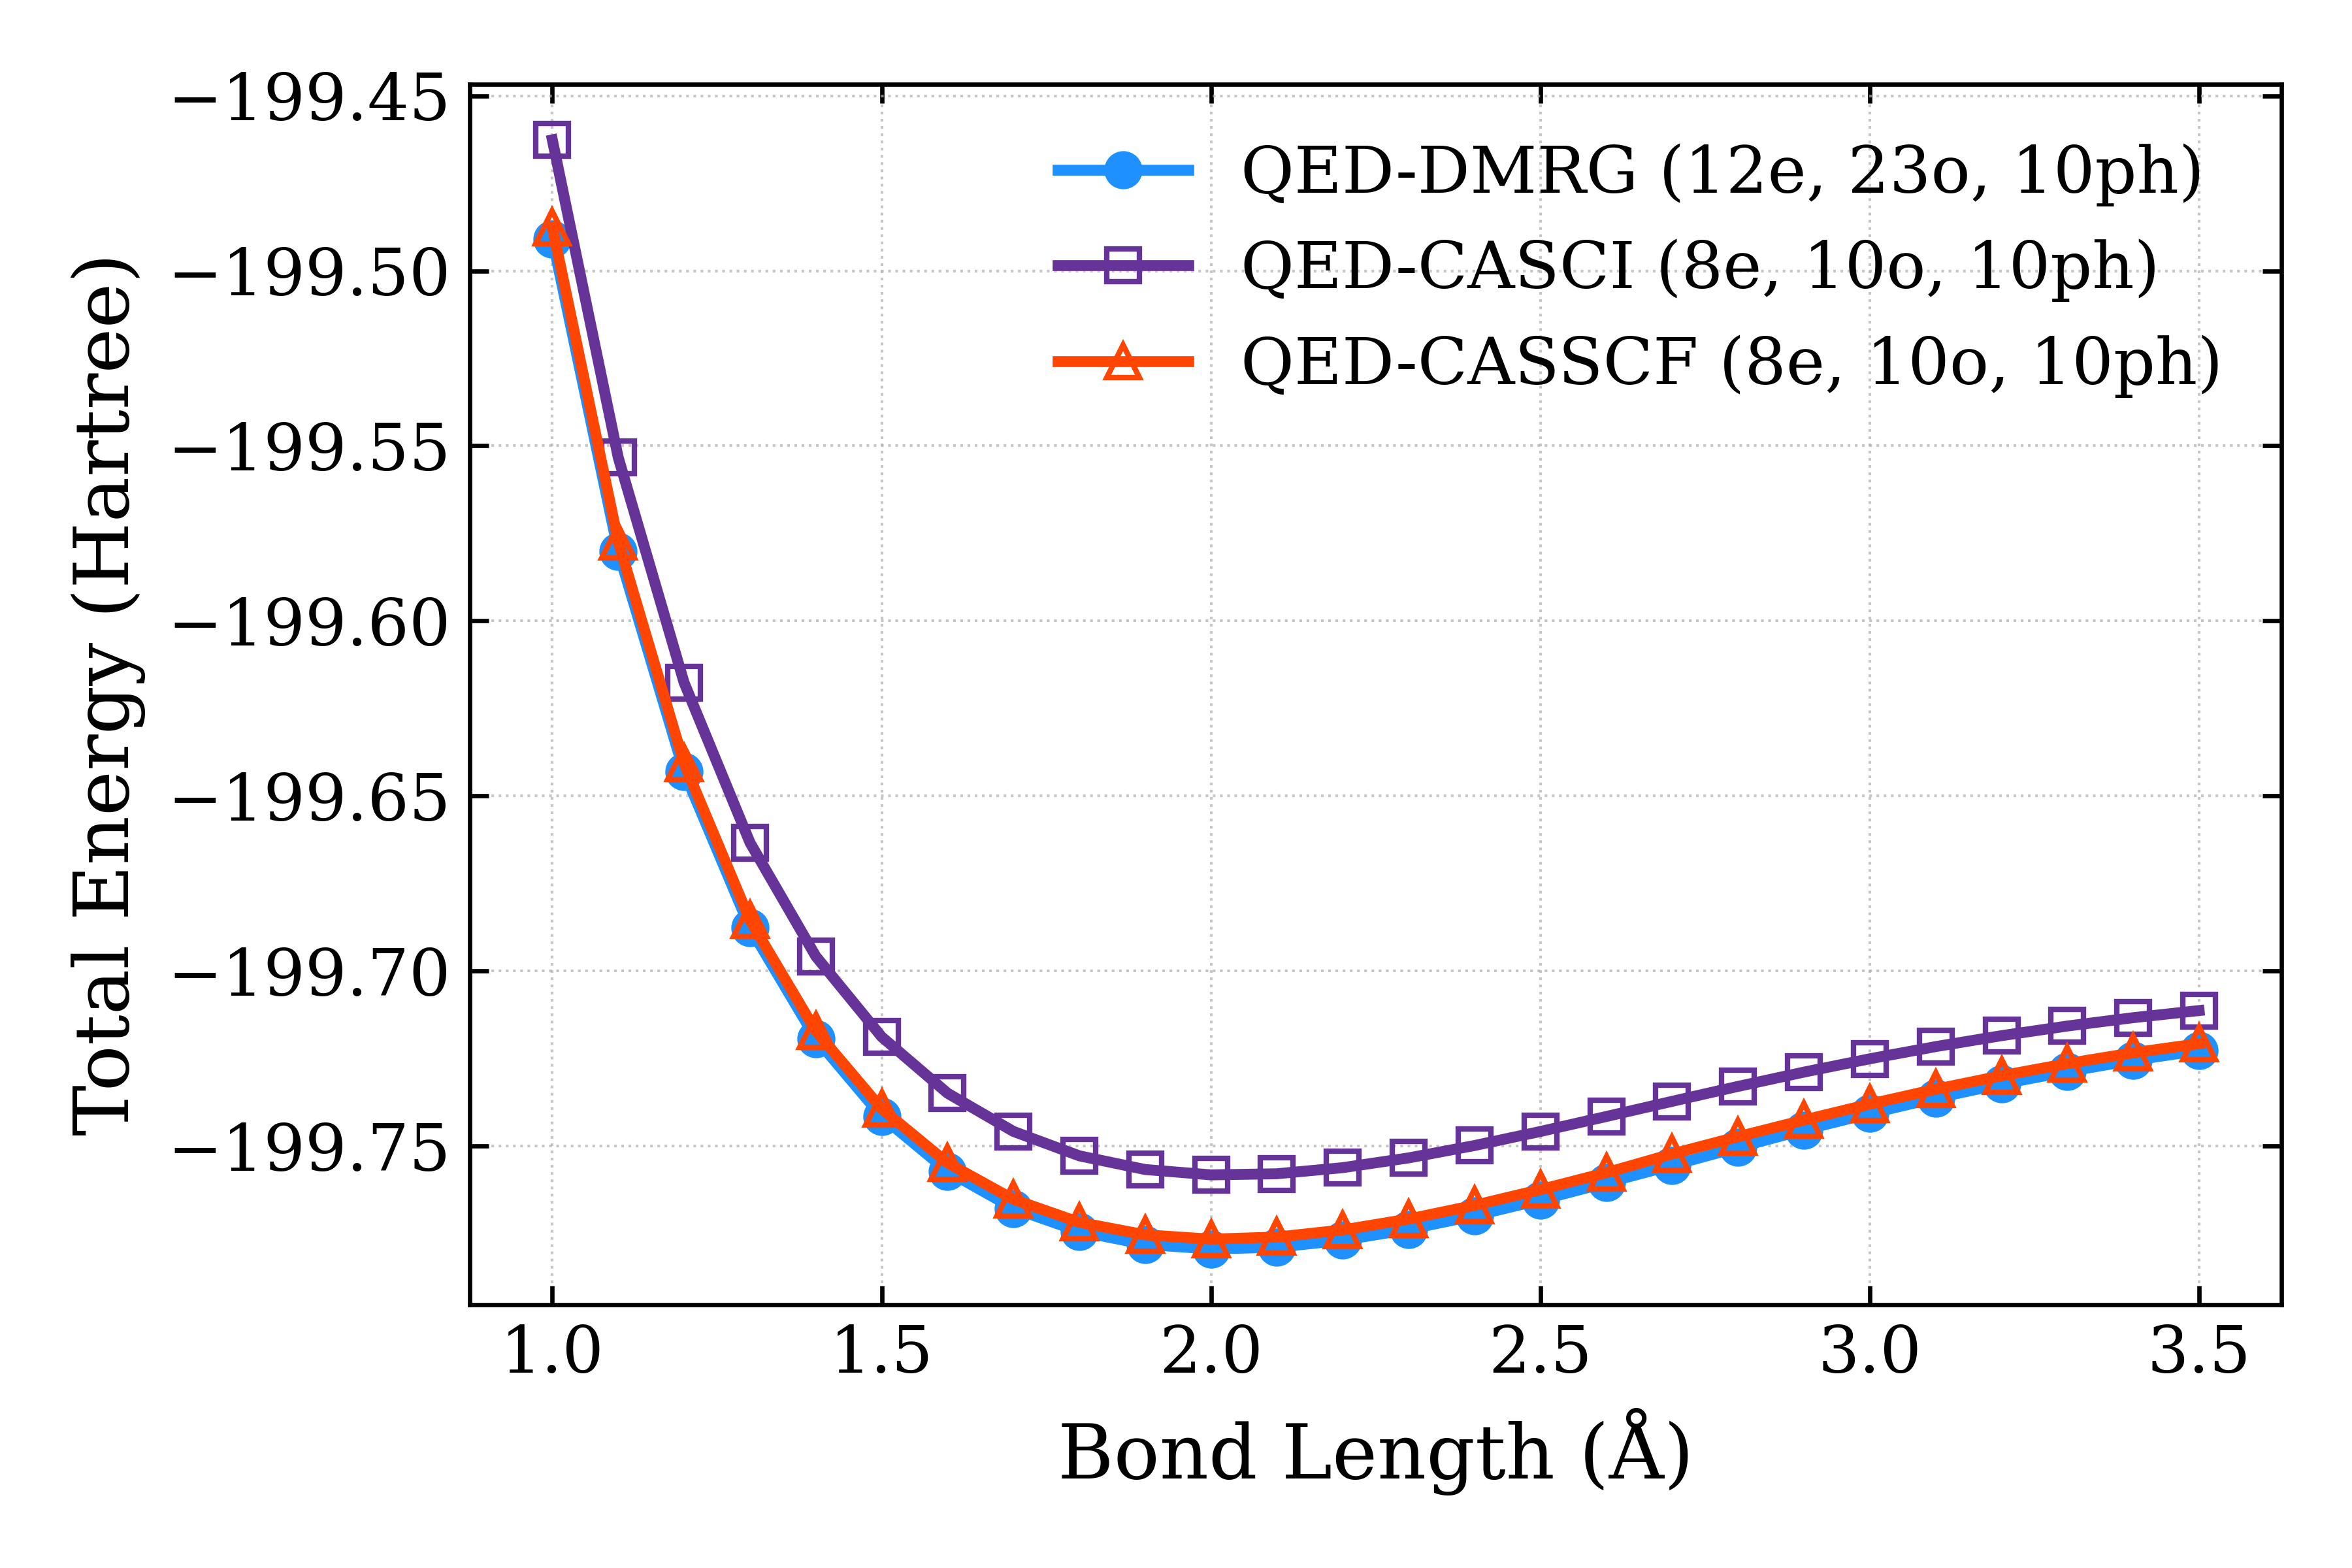 −199.45
−199.50
−199.55
−199.60
−199.65
−199.70
−199.75
Total Energy (Hartree)
QED-DMRG (12e, 23o, 10ph)
QED-CASCI (8e, 10o, 10ph)
QED-CASSCF (8e, 10o, 10ph)
1.0 1.5 2.0 2.5 3.0 3.5
Bond Length (Å)